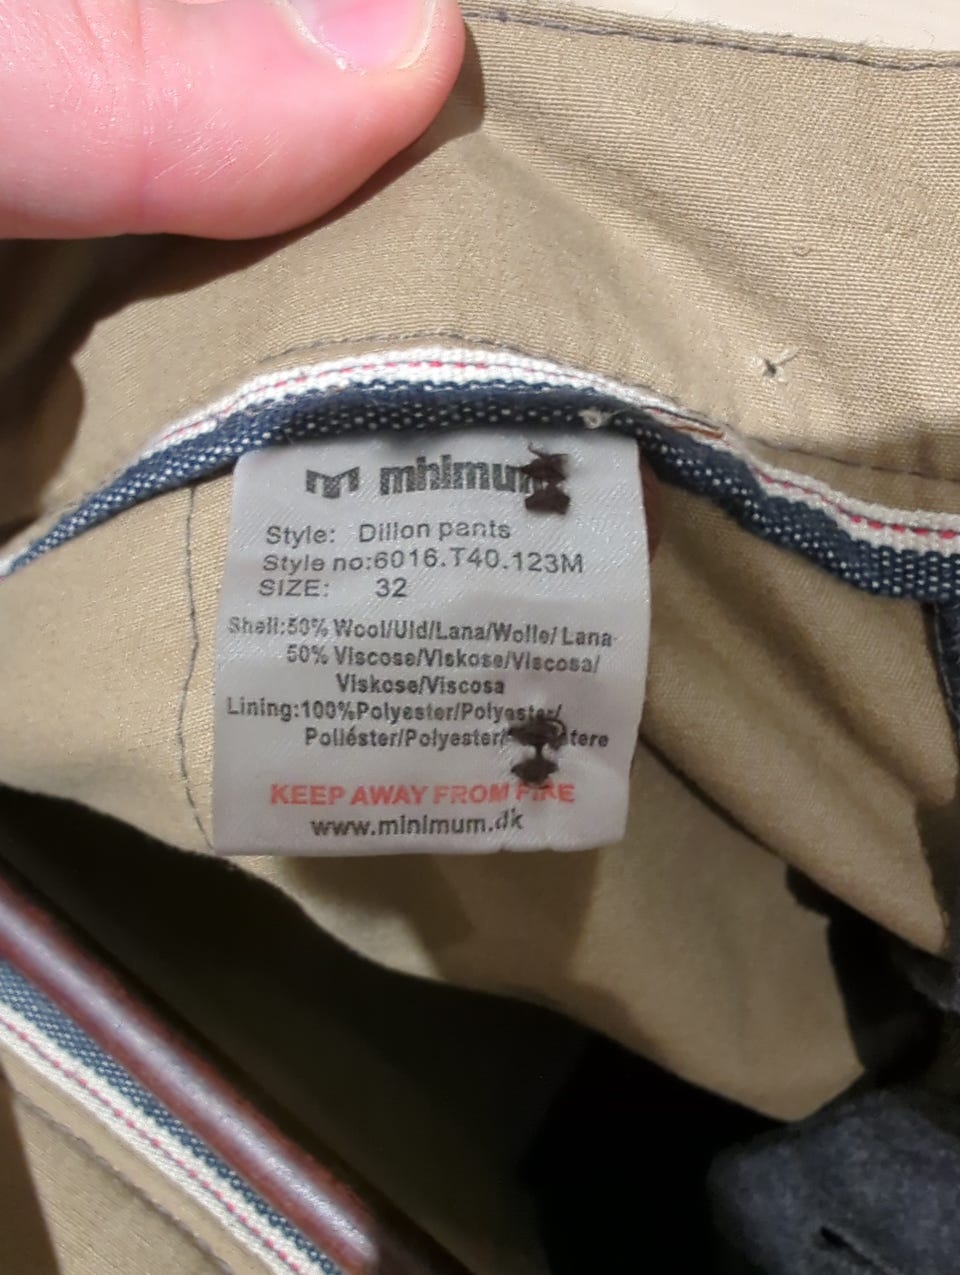 minimum
Style: Dillon pants
Style no:6016.T40.123M
SIZE: 32
Shell:50% Wool/Uld/Lana/Wolle/ Lana
50% Viscose/Viskose/Viscosa/
Viskose/Viscosa
Lining:100%Polyester/Polyester/
Poliéster/Polyester/
KEEP AWAY FROM FIRE
www.minimum.dk